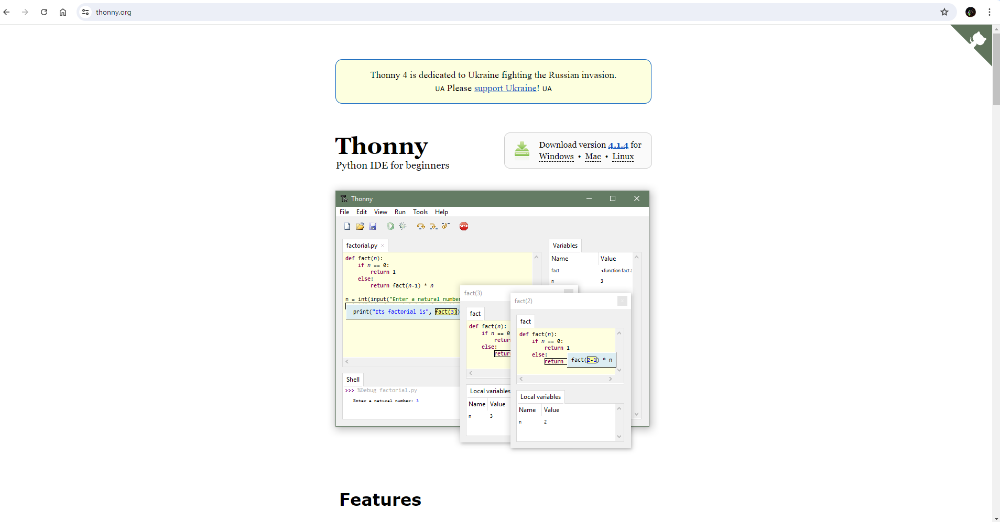 thonny.org
Thonny 4 is dedicated to Ukraine fighting the Russian invasion.
UA Please support Ukraine! UA
Thonny
Python IDE for beginners
Download version 4.1.4 for
Windows • Mac • Linux
Thonny
File Edit View Run Tools Help
STOP
factorial.py
def fact(n):
    if n == 0:
        return 1
    else:
        return fact(n-1) * n
n = int(input("Enter a natural number
print("Its factorial is", fact(3))
Shell
>>> %Debug factorial.py
Enter a natural number: 3
Variables
Name Value
fact <function fact a
n 3
fact(3)
fact
def fact(n):
    if n == 0
        retur
    else:
        retur
Local variables
Name Value
n 3
fact(2)
fact
def fact(n):
    if n == 0:
        return 1
    else:
        return fact(2-1) * n
Local variables
Name Value
n 2
Features